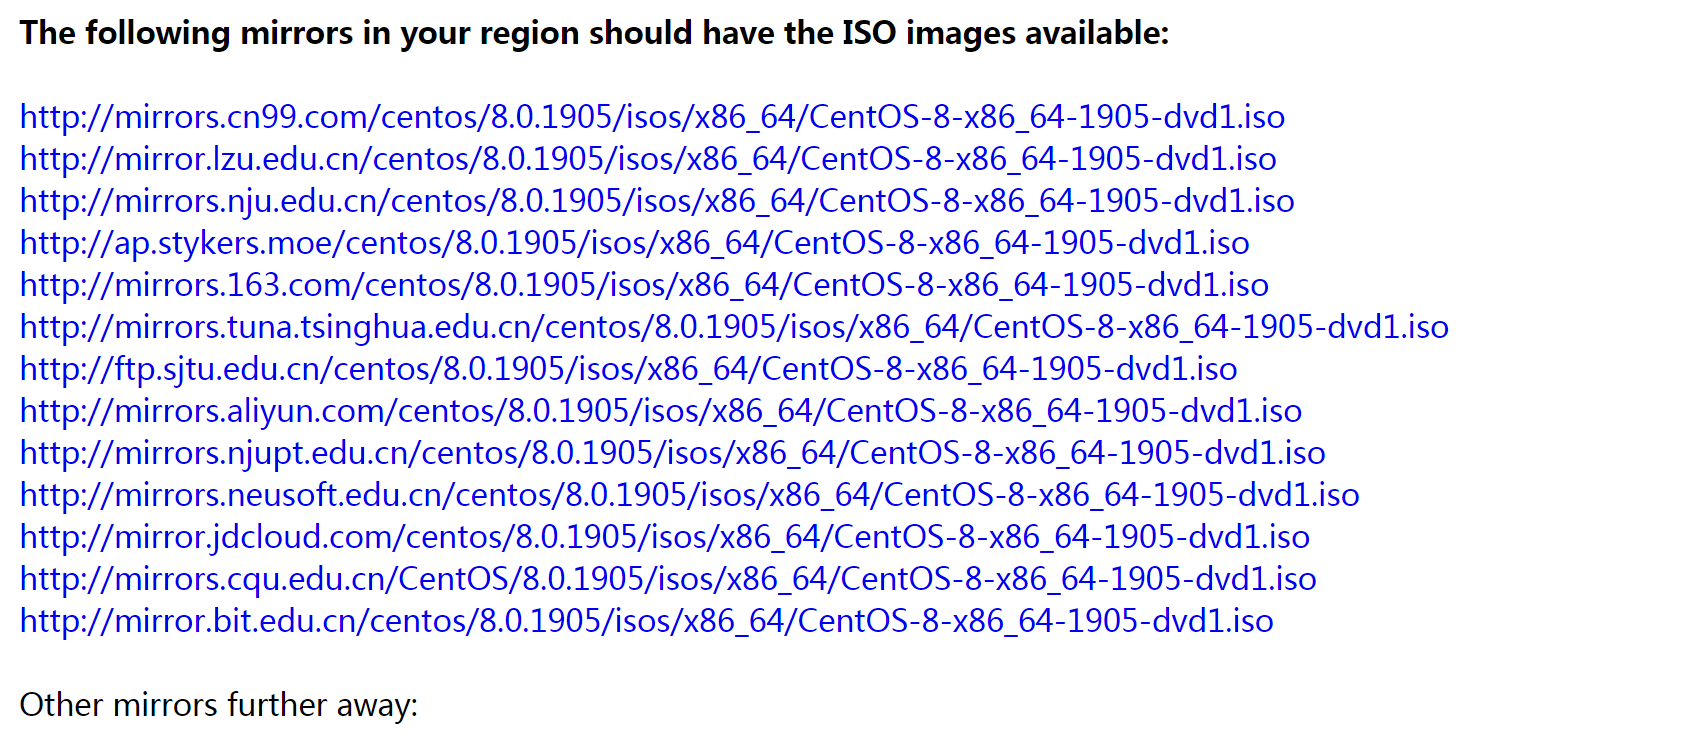 The following mirrors in your region should have the ISO images available:
http://mirrors.cn99.com/centos/8.0.1905/isos/x86_64/CentOS-8-x86_64-1905-dvd1.iso
http://mirror.lzu.edu.cn/centos/8.0.1905/isos/x86_64/CentOS-8-x86_64-1905-dvd1.iso
http://mirrors.nju.edu.cn/centos/8.0.1905/isos/x86_64/CentOS-8-x86_64-1905-dvd1.iso
http://ap.stykers.moe/centos/8.0.1905/isos/x86_64/CentOS-8-x86_64-1905-dvd1.iso
http://mirrors.163.com/centos/8.0.1905/isos/x86_64/CentOS-8-x86_64-1905-dvd1.iso
http://mirrors.tuna.tsinghua.edu.cn/centos/8.0.1905/isos/x86_64/CentOS-8-x86_64-1905-dvd1.iso
http://ftp.sjtu.edu.cn/centos/8.0.1905/isos/x86_64/CentOS-8-x86_64-1905-dvd1.iso
http://mirrors.aliyun.com/centos/8.0.1905/isos/x86_64/CentOS-8-x86_64-1905-dvd1.iso
http://mirrors.njupt.edu.cn/centos/8.0.1905/isos/x86_64/CentOS-8-x86_64-1905-dvd1.iso
http://mirrors.neusoft.edu.cn/centos/8.0.1905/isos/x86_64/CentOS-8-x86_64-1905-dvd1.iso
http://mirror.jdcloud.com/centos/8.0.1905/isos/x86_64/CentOS-8-x86_64-1905-dvd1.iso
http://mirrors.cqu.edu.cn/CentOS/8.0.1905/isos/x86_64/CentOS-8-x86_64-1905-dvd1.iso
http://mirror.bit.edu.cn/centos/8.0.1905/isos/x86_64/CentOS-8-x86_64-1905-dvd1.iso
Other mirrors further away: